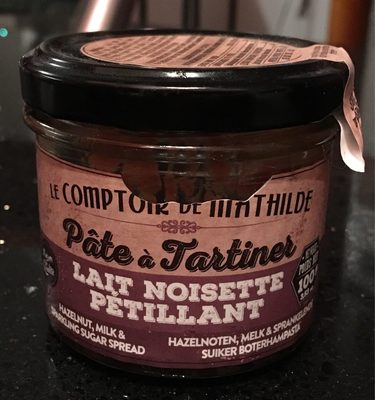 LE COMPTOIR DE MATHILDE
Pâte à Tartiner
LAIT NOISETTE
PÉTILLANT
HAZELNUT, MILK &
SPARKLING SUGAR SPREAD
HAZELNOTEN, MELK & SPRANKELENDE
SUIKER BOTERHAMPASTA
100%